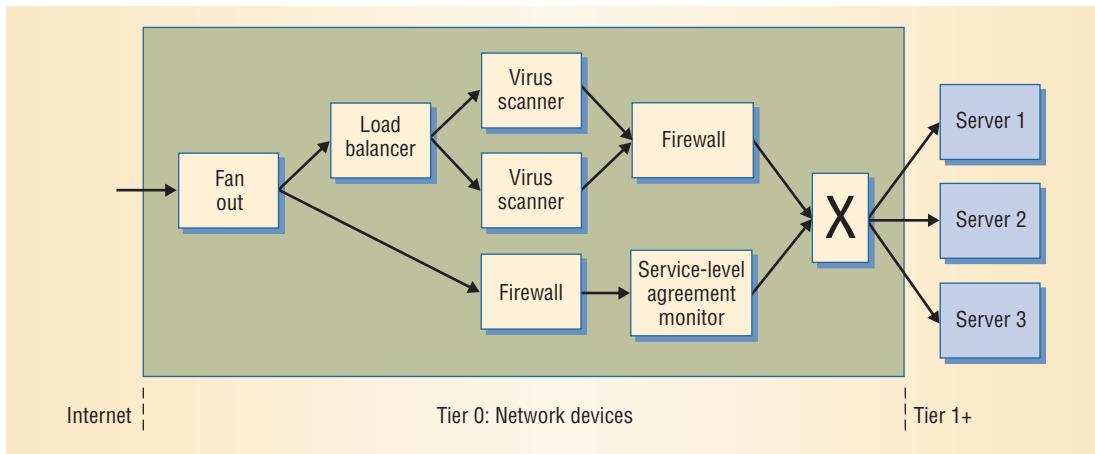 Fan
out
Load
balancer
Virus
scanner
Virus
scanner
Firewall
Firewall
Service-level
agreement
monitor
X
Server 1
Server 2
Server 3
Internet
Tier 0: Network devices
Tier 1+